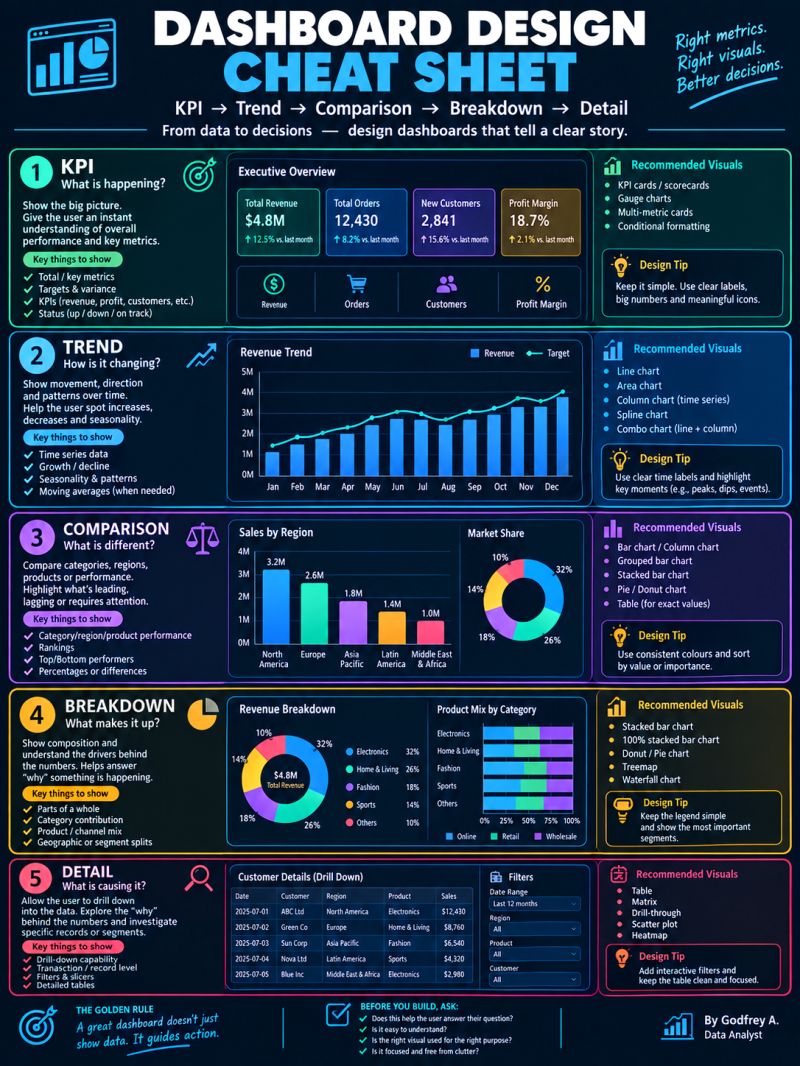 DASHBOARD DESIGN
CHEAT SHEET
KPI → Trend → Comparison → Breakdown → Detail
From data to decisions — design dashboards that tell a clear story.
Right metrics.
Right visuals.
Better decisions.
1
KPI
What is happening?
Show the big picture.
Give the user an instant
understanding of overall
performance and key metrics.
Key things to show
Total / key metrics
Targets & variance
KPIs (revenue, profit, customers, etc.)
Status (up / down / on track)
Executive Overview
Total Revenue
$4.8M
↑ 12.5% vs. last month
Total Orders
12,430
↑ 8.2% vs. last month
New Customers
2,841
↑ 15.6% vs. last month
Profit Margin
18.7%
↑ 2.1% vs. last month
$
Revenue
Orders
Customers
%
Profit Margin
Recommended Visuals
KPI cards / scorecards
Gauge charts
Multi-metric cards
Conditional formatting
Design Tip
Keep it simple. Use clear labels,
big numbers and meaningful icons.
2
TREND
How is it changing?
Show movement, direction
and patterns over time.
Help the user spot increases,
decreases and seasonality.
Key things to show
Time series data
Growth / decline
Seasonality & patterns
Moving averages (when needed)
Revenue Trend
Revenue
Target
5M
4M
3M
2M
1M
0M
Jan Feb Mar Apr May Jun Jul Aug Sep Oct Nov Dec
Recommended Visuals
Line chart
Area chart
Column chart (time series)
Spline chart
Combo chart (line + column)
Design Tip
Use clear time labels and highlight
key moments (e.g., peaks, dips, events).
3
COMPARISON
What is different?
Compare categories, regions,
products or performance.
Highlight what's leading,
lagging or requires attention.
Key things to show
Category/region/product performance
Rankings
Top/Bottom performers
Percentages or differences
Sales by Region
4M
3M
2M
1M
0M
3.2M
2.6M
1.8M
1.4M
1.0M
North
America
Europe
Asia
Pacific
Latin
America
Middle East
& Africa
Market Share
10%
32%
14%
18%
26%
Recommended Visuals
Bar chart / Column chart
Grouped bar chart
Stacked bar chart
Pie / Donut chart
Table (for exact values)
Design Tip
Use consistent colours and sort
by value or importance.
4
BREAKDOWN
What makes it up?
Show composition and
understand the drivers behind
the numbers. Helps answer
“why” something is happening.
Key things to show
Parts of a whole
Category contribution
Product / channel mix
Geographic or segment splits
Revenue Breakdown
10%
32%
14%
18%
26%
$4.8M
Total Revenue
Electronics 32%
Home & Living 26%
Fashion 18%
Sports 14%
Others 10%
Product Mix by Category
Electronics
Home & Living
Fashion
Sports
Others
0% 25% 50% 75% 100%
Online Retail Wholesale
Recommended Visuals
Stacked bar chart
100% stacked bar chart
Donut / Pie chart
Treemap
Waterfall chart
Design Tip
Keep the legend simple
and show the most important
segments.
5
DETAIL
What is causing it?
Allow the user to drill down
into the data. Explore the “why”
behind the numbers and investigate
specific records or segments.
Key things to show
Drill-down capability
Transaction / record level
Filters & slicers
Detailed tables
Customer Details (Drill Down)
Date Customer Region Product Sales
2025-07-01 ABC Ltd North America Electronics $12,430
2025-07-02 Green Co Europe Home & Living $8,760
2025-07-03 Sun Corp Asia Pacific Fashion $6,540
2025-07-04 Nova Ltd Latin America Sports $4,320
2025-07-05 Blue Inc Middle East & Africa Electronics $2,980
Filters
Date Range
Last 12 months
Region
All
Product
All
Customer
All
Recommended Visuals
Table
Matrix
Drill-through
Scatter plot
Heatmap
Design Tip
Add interactive filters and
keep the table clean and focused.
THE GOLDEN RULE
A great dashboard doesn't just
show data. It guides action.
BEFORE YOU BUILD, ASK:
Does this help the user answer their question?
Is it easy to understand?
Is the right visual used for the right purpose?
Is it focused and free from clutter?
By Godfrey A.
Data Analyst